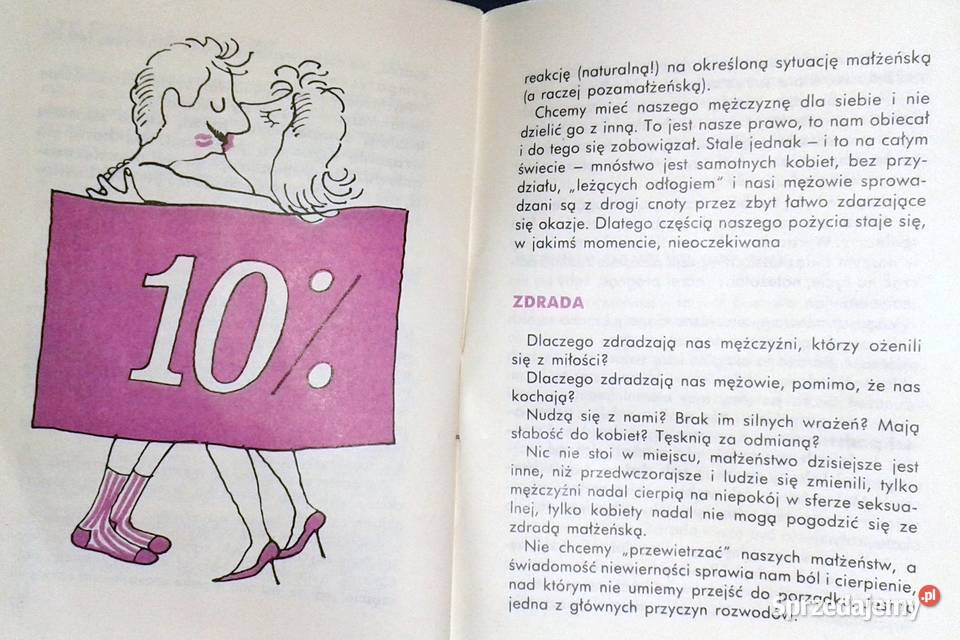 10%
reakcję (naturalną!) na określoną sytuację małżeńską
(a raczej pozamałżeńską).
Chcemy mieć naszego mężczyznę dla siebie i nie
dzielić go z inną. To jest nasze prawo, to nam obiecał
i do tego się zobowiązał. Stale jednak – i to na całym
świecie – mnóstwo jest samotnych kobiet, bez przy-
działu, „leżących odłogiem” i nasi mężowie sprowa-
dzani są z drogi cnoty przez zbyt łatwo zdarzające
się okazje. Dlatego częścią naszego pożycia staje się,
w jakimś momencie, nieoczekiwana
ZDRADA
Dlaczego zdradzają nas mężczyźni, którzy ożenili
się z miłości?
Dlaczego zdradzają nas mężowie, pomimo, że nas
kochają?
Nudzą się z nami? Brak im silnych wrażeń? Mają
słabość do kobiet? Tęsknią za odmianą?
Nic nie stoi w miejscu, małżeństwo dzisiejsze jest
inne, niż przedwczorajsze i ludzie się zmienili, tylko
mężczyźni nadal cierpią na niepokój w sferze seksua-
lnej, tylko kobiety nadal nie mogą pogodzić się ze
zdradą małżeńską.
Nie chcemy „przewietrzać” naszych małżeństw, a
świadomość niewierności sprawia nam ból i cierpienie,
nad którym nie umiemy przejść do porządku
jedna z głównych przyczyn rozwodów.
Sprzedajemy.pl